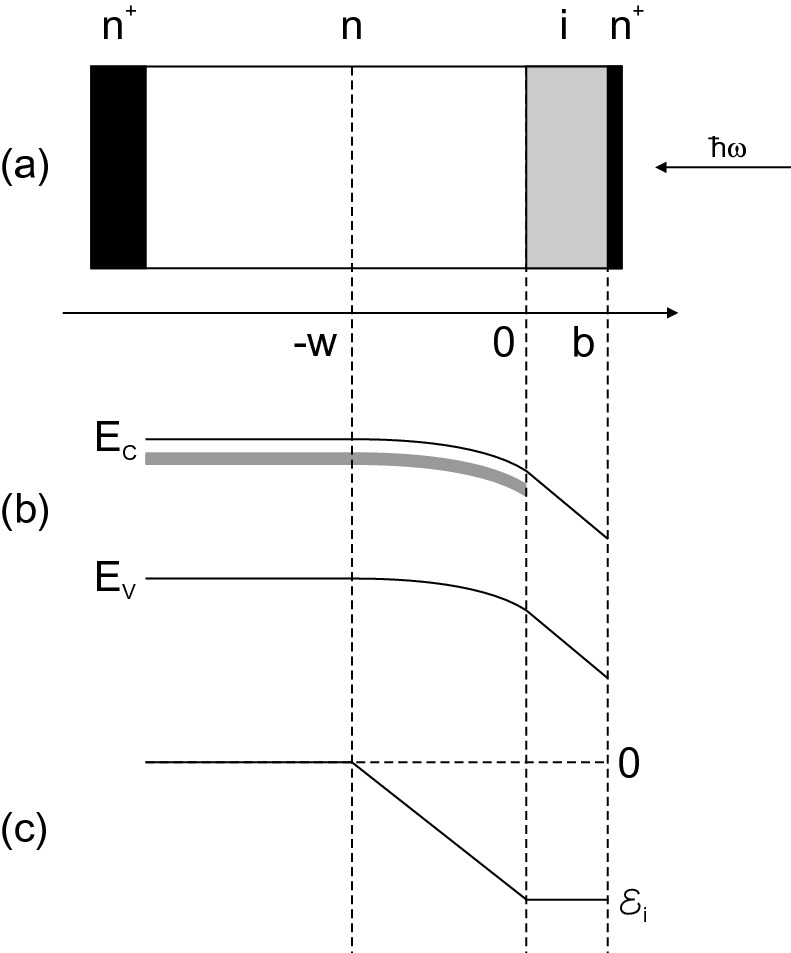 n⁺ n i n⁺
(a) ħω
-w 0 b
E_C
(b)
E_V
0
(c)
ℰ_i